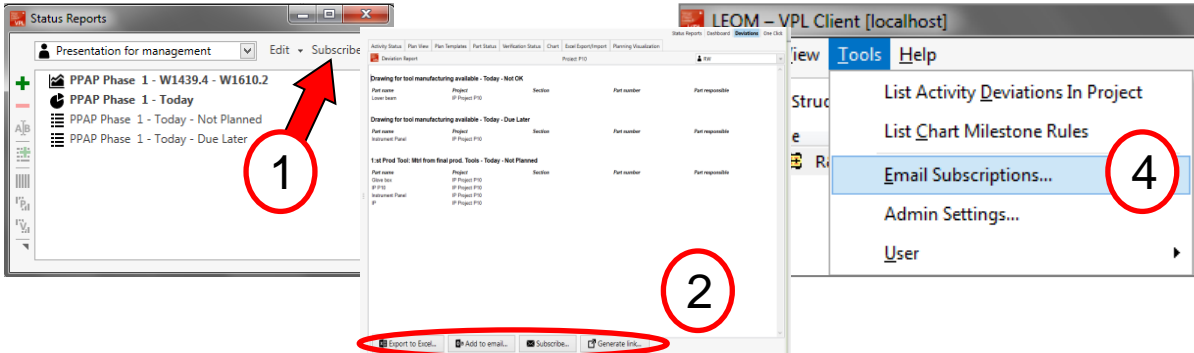 Status Reports
Presentation for management
Edit
Subscribe
PPAP Phase 1 - W1439.4 - W1610.2
PPAP Phase 1 - Today
PPAP Phase 1 - Today - Not Planned
PPAP Phase 1 - Today - Due Later
1
Status Reports Dashboard Deviations One Click
Activity Status Plan View Plan Templates Part Status Verification Status Chart Excel Export/Import Planning Visualization
Deviation Report Project P10
Drawing for tool manufacturing available - Today - Not OK
Part name Project Section Part number Part responsible
Lower beam IP Project P10
Drawing for tool manufacturing available - Today - Due Later
Part name Project Section Part number Part responsible
Instrument Panel IP Project P10
1:st Prod Tool: Mtrl from final prod. Tools - Today - Not Planned
Part name Project Section Part number Part responsible
Glove box IP Project P10
IP P10 IP Project P10
Instrument Panel IP Project P10
IP IP Project P10
2
Export to Excel... Add to email... Subscribe... Generate link...
LEOM – VPL Client [localhost]
iew Tools Help
Struc
e
R
List Activity Deviations In Project
List Chart Milestone Rules
Email Subscriptions...
4
Admin Settings...
User